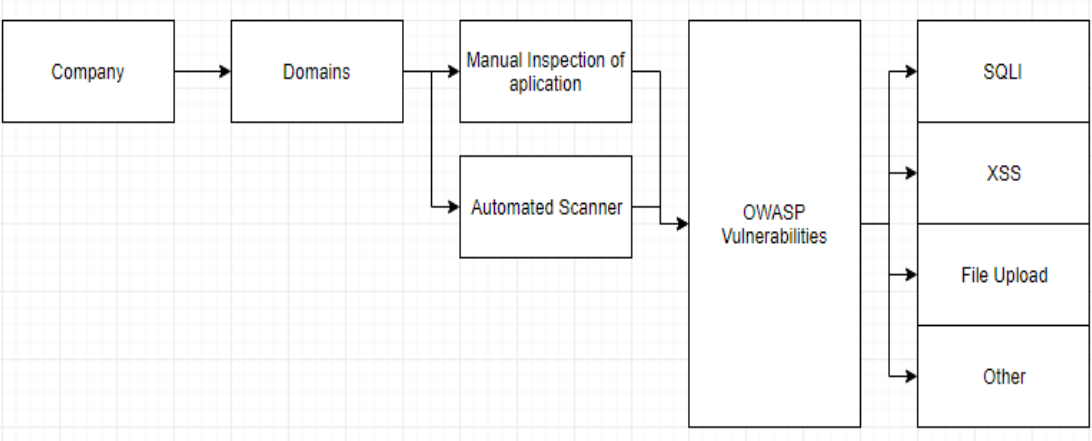 Company
Domains
Manual Inspection of
aplication
Automated Scanner
OWASP
Vulnerabilities
SQLI
XSS
File Upload
Other